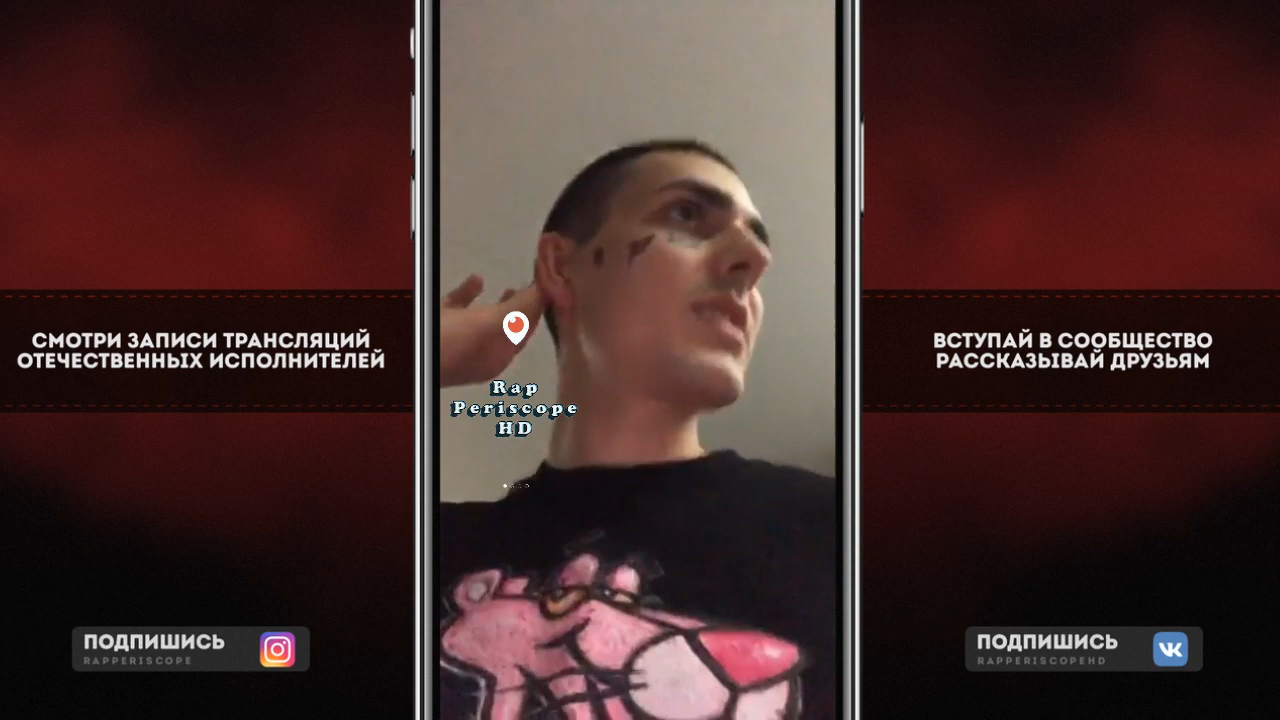 СМОТРИ ЗАПИСИ ТРАНСЛЯЦИЙ
ОТЕЧЕСТВЕННЫХ ИСПОЛНИТЕЛЕЙ
ВСТУПАЙ В СООБЩЕСТВО
РАССКАЗЫВАЙ ДРУЗЬЯМ
Rap
Periscope
HD
ПОДПИШИСЬ
RAPPERISCOPE
ПОДПИШИСЬ
RAPPERISCOPEHD